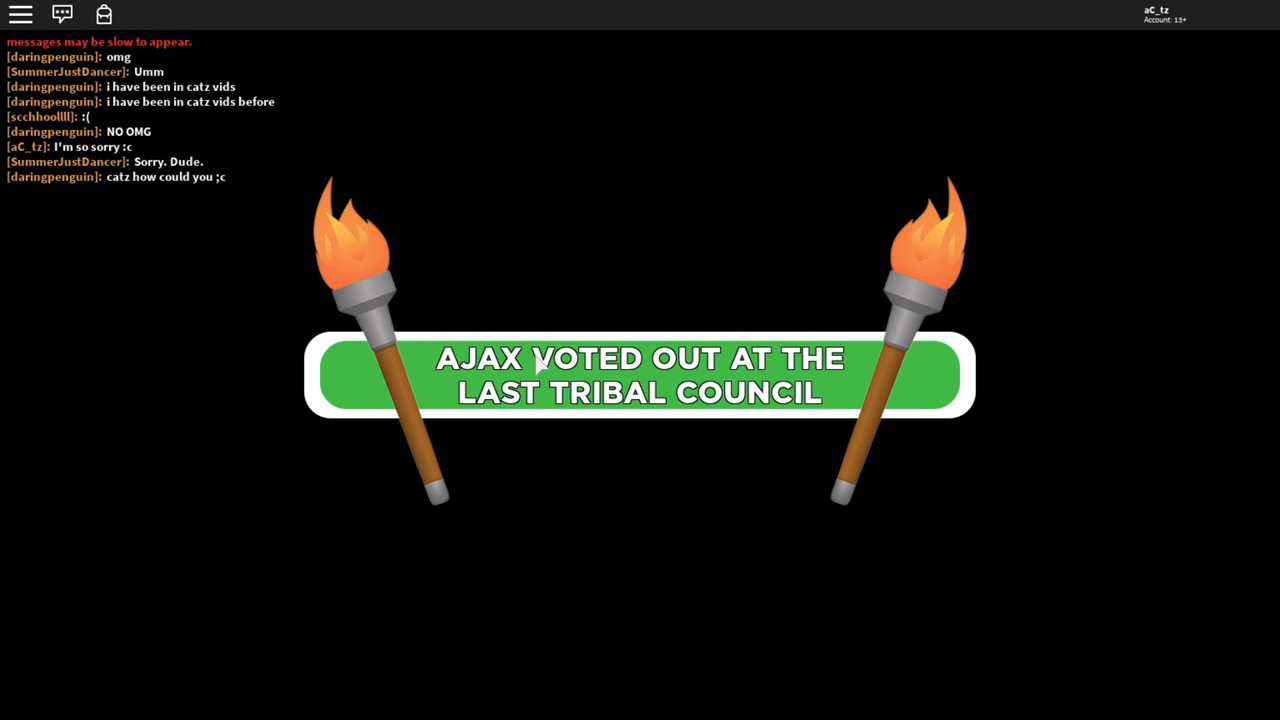 aC_tz
Account: 13+
messages may be slow to appear.
[daringpenguin]: omg
[SummerJustDancer]: Umm
[daringpenguin]: i have been in catz vids
[daringpenguin]: i have been in catz vids before
[scchhoollll]: :(
[daringpenguin]: NO OMG
[aC_tz]: I'm so sorry :c
[SummerJustDancer]: Sorry. Dude.
[daringpenguin]: catz how could you ;c
AJAX VOTED OUT AT THE
LAST TRIBAL COUNCIL